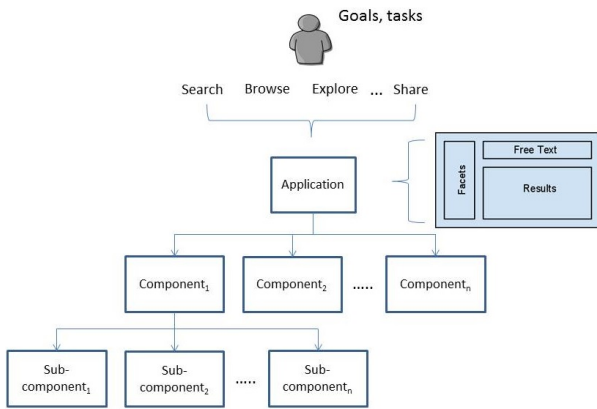 Goals, tasks
Search Browse Explore ... Share
Application
Facets
Free Text
Results
Component1 Component2 ..... Componentn
Sub-
component1
Sub-
component2
.....
Sub-
componentn